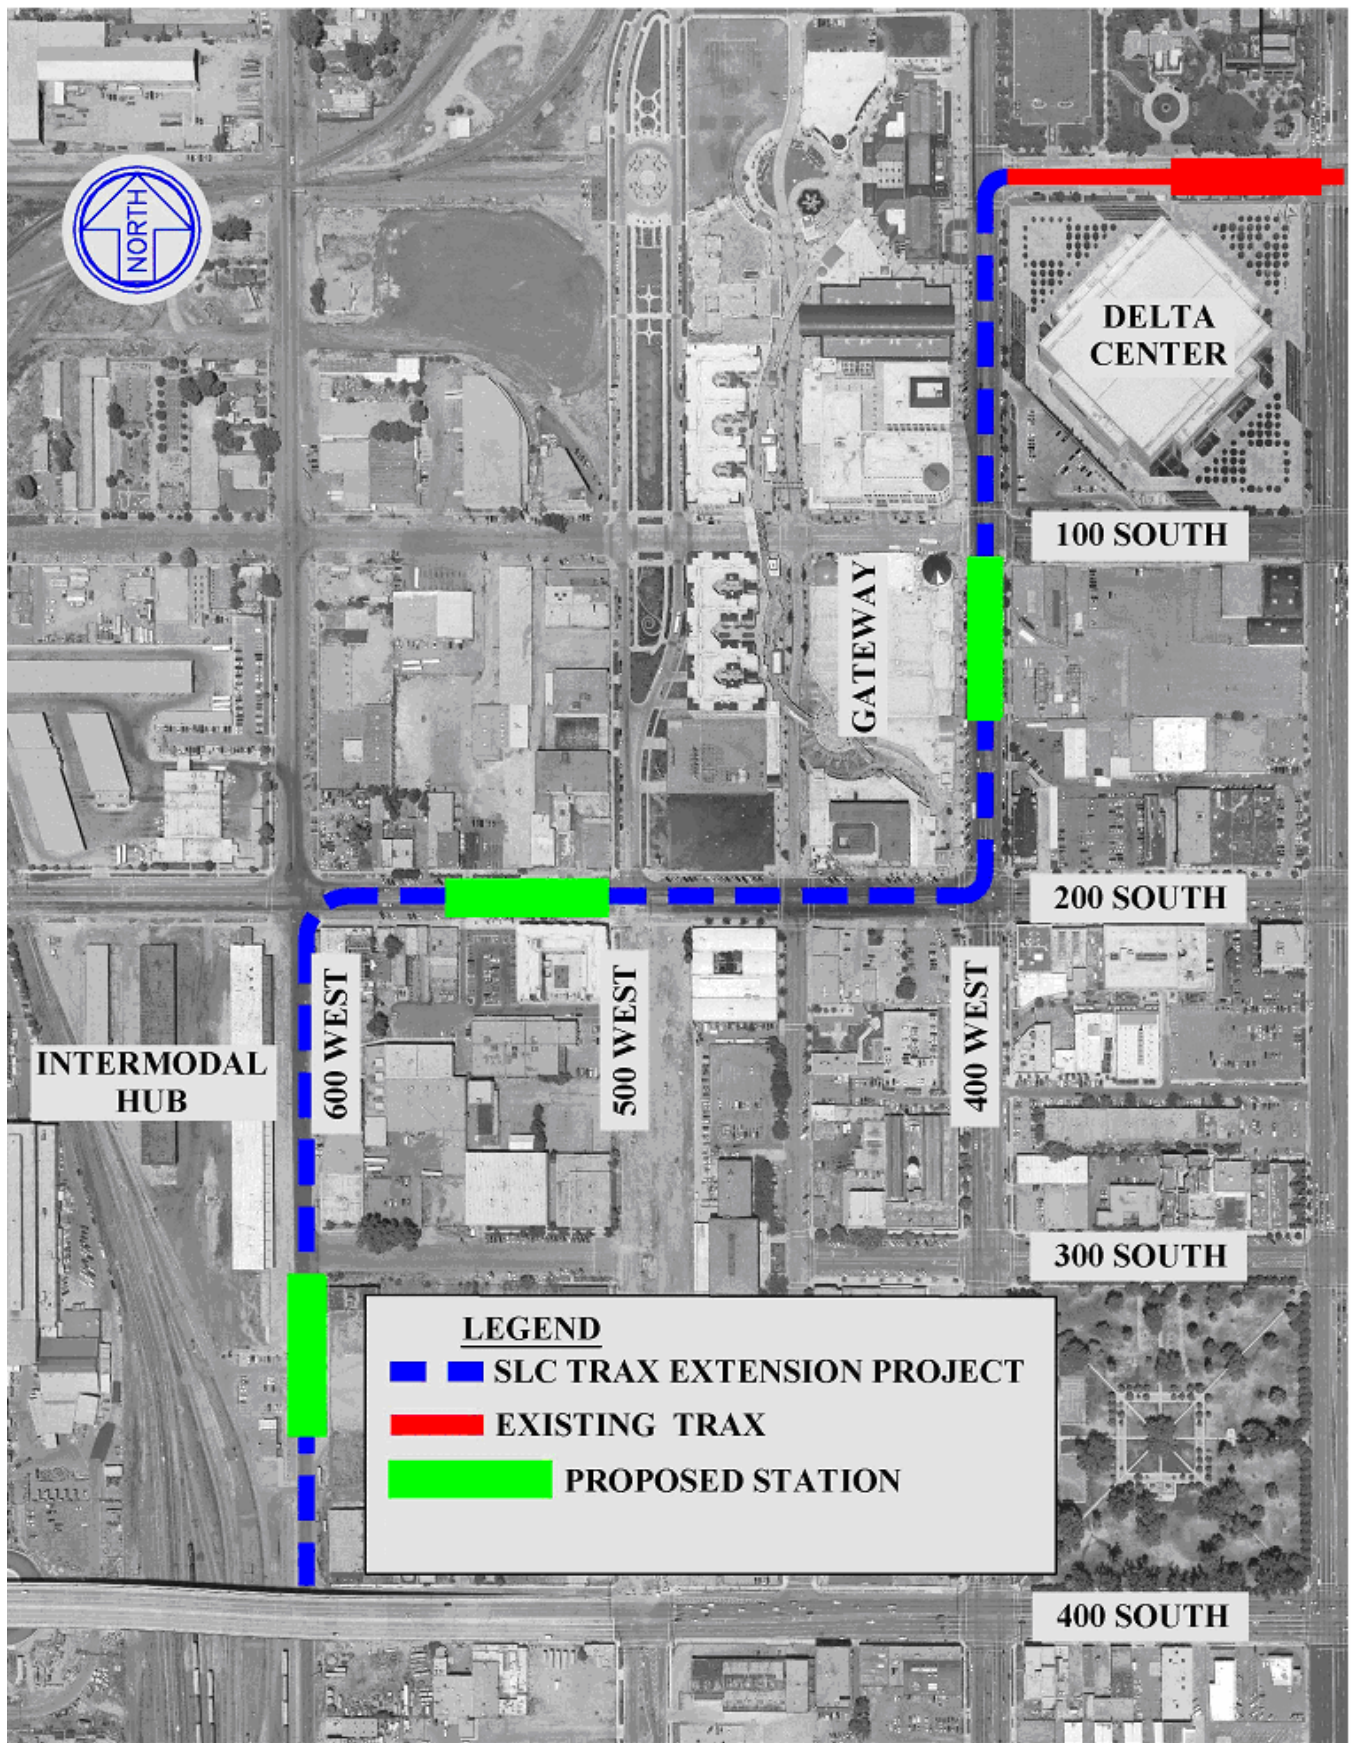 NORTH
DELTA
CENTER
100 SOUTH
GATEWAY
200 SOUTH
600 WEST
500 WEST
400 WEST
INTERMODAL
HUB
300 SOUTH
LEGEND
SLC TRAX EXTENSION PROJECT
EXISTING TRAX
PROPOSED STATION
400 SOUTH